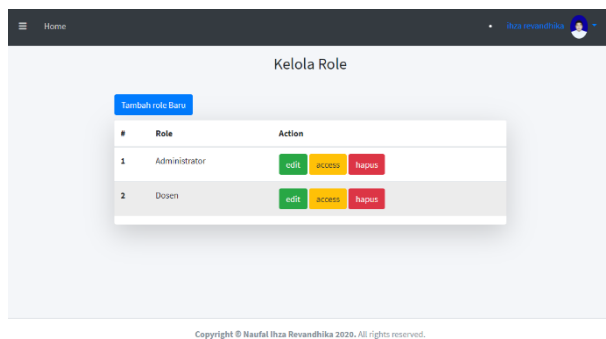 Home
ihza revandhika
Kelola Role
Tambah role Baru
# Role Action
1 Administrator edit access hapus
2 Dosen edit access hapus
Copyright © Naufal Ihza Revandhika 2020. All rights reserved.